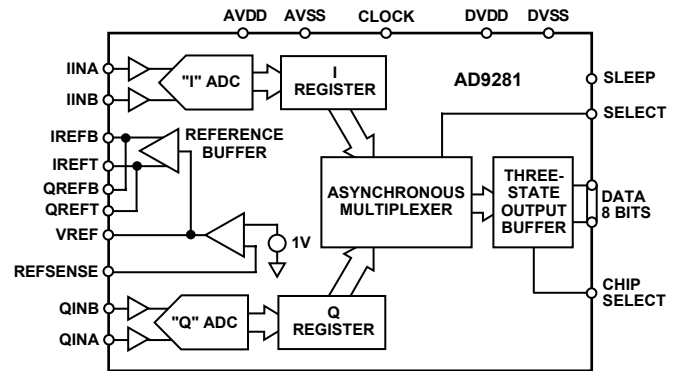 AVDD AVSS CLOCK DVDD DVSS
IINA
IINB
"I" ADC
I
REGISTER
AD9281
SLEEP
SELECT
IREFB
IREFT
QREFB
QREFT
VREF
REFSENSE
REFERENCE
BUFFER
1V
ASYNCHRONOUS
MULTIPLEXER
THREE-
STATE
OUTPUT
BUFFER
DATA
8 BITS
CHIP
SELECT
QINB
QINA
"Q" ADC
Q
REGISTER